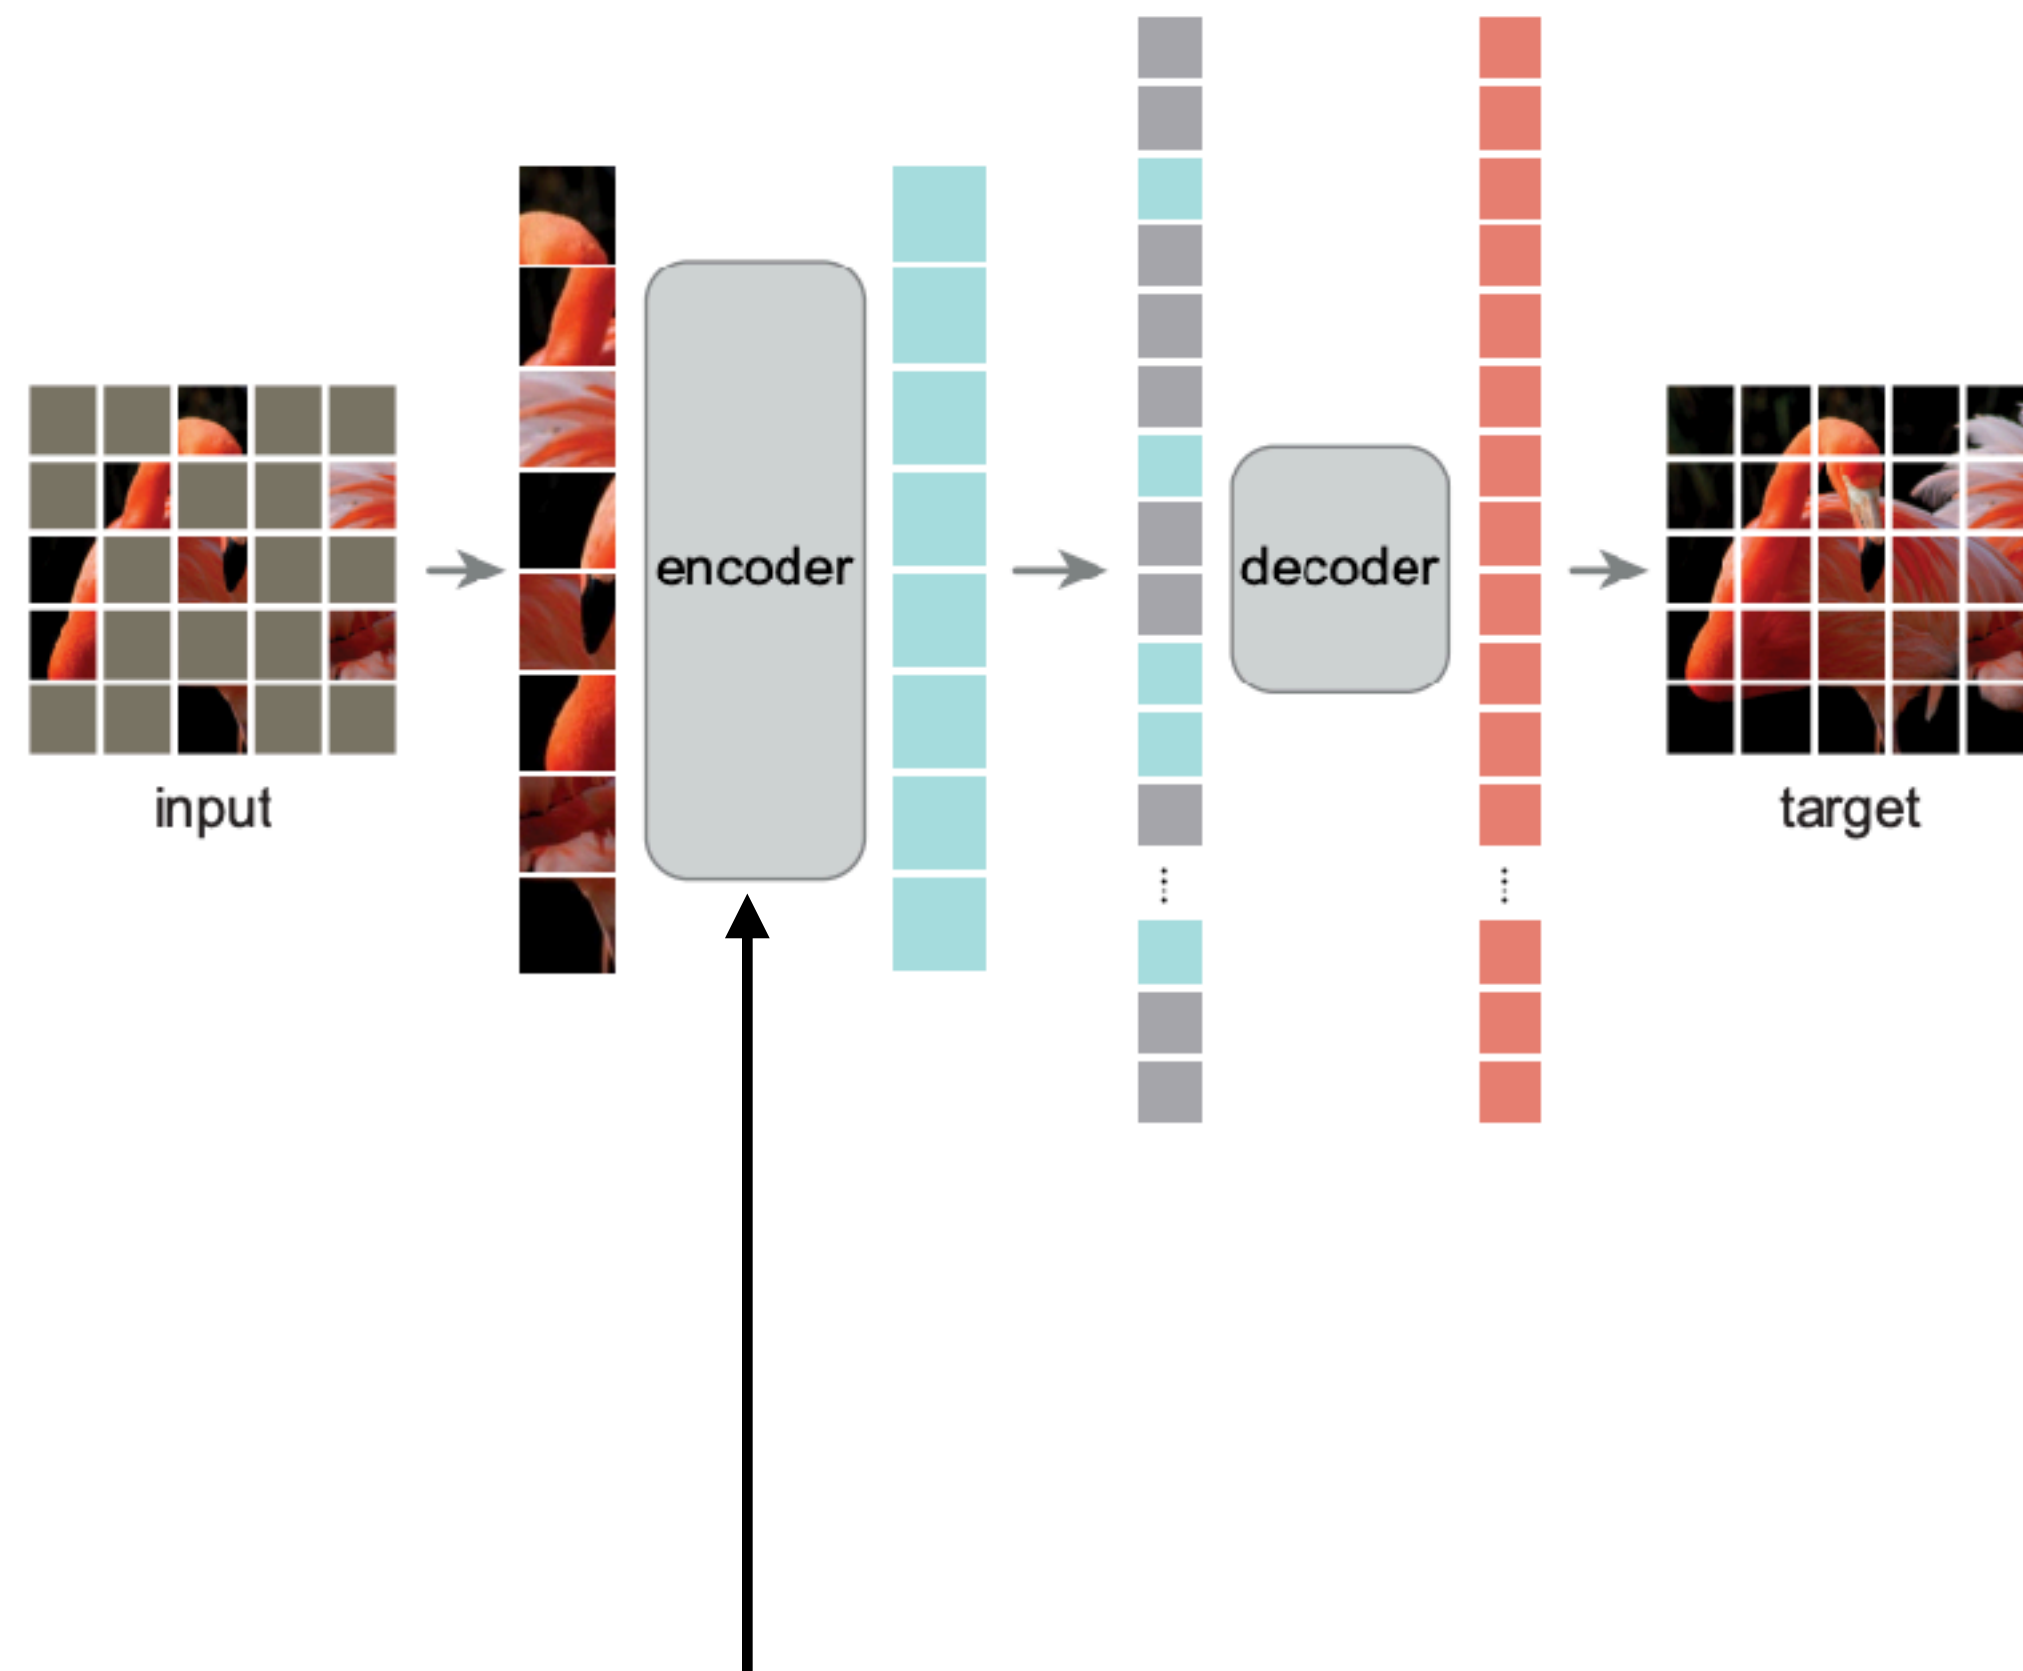 encoder
decoder
input
target